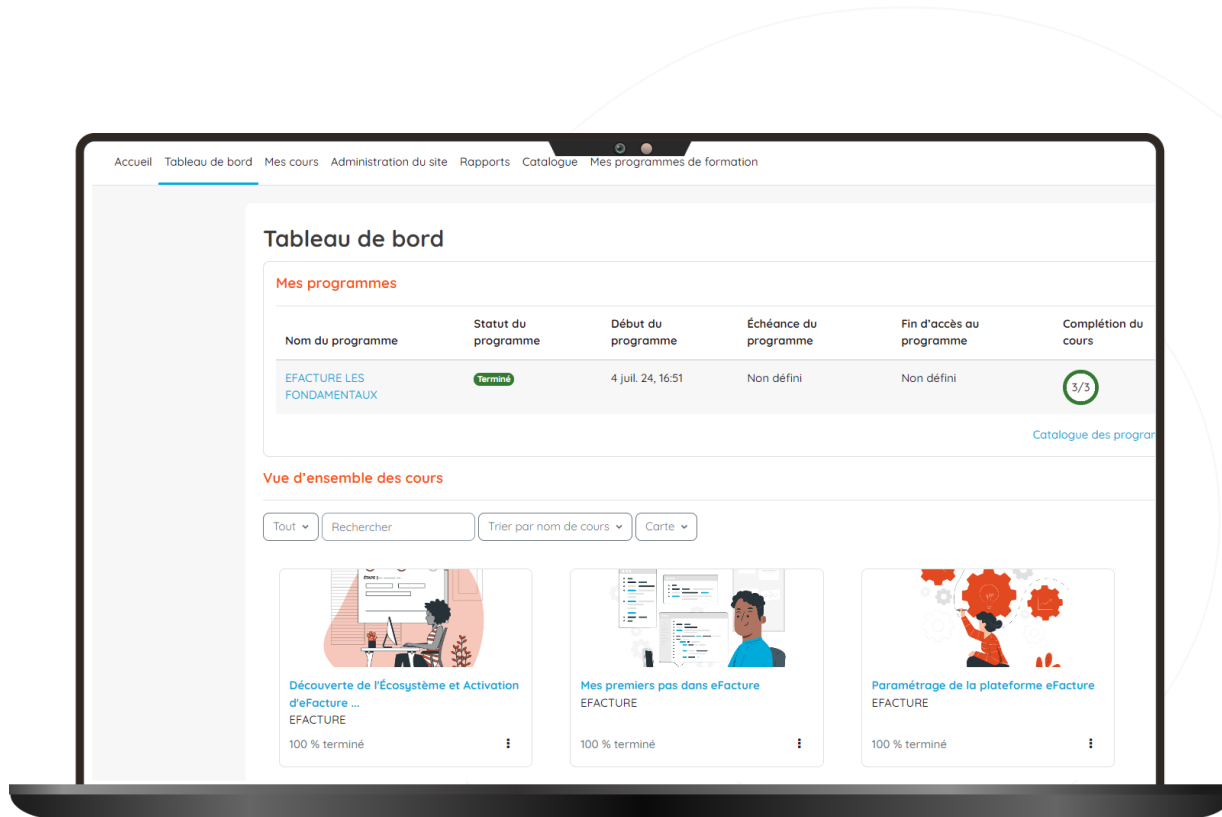 Accueil Tableau de bord Mes cours Administration du site Rapports Catalogue Mes programmes de formation
Tableau de bord
Mes programmes
Nom du programme
Statut du programme
Début du programme
Échéance du programme
Fin d'accès au programme
Complétion du cours
EFACTURE LES FONDAMENTAUX
Terminé
4 juil. 24, 16:51
Non défini
Non défini
3/3
Catalogue des program
Vue d'ensemble des cours
Tout
Rechercher
Trier par nom de cours
Carte
Découverte de l'Écosystème et Activation
d'eFacture ...
EFACTURE
100 % terminé
Mes premiers pas dans eFacture
EFACTURE
100 % terminé
Paramétrage de la plateforme eFacture
EFACTURE
100 % terminé